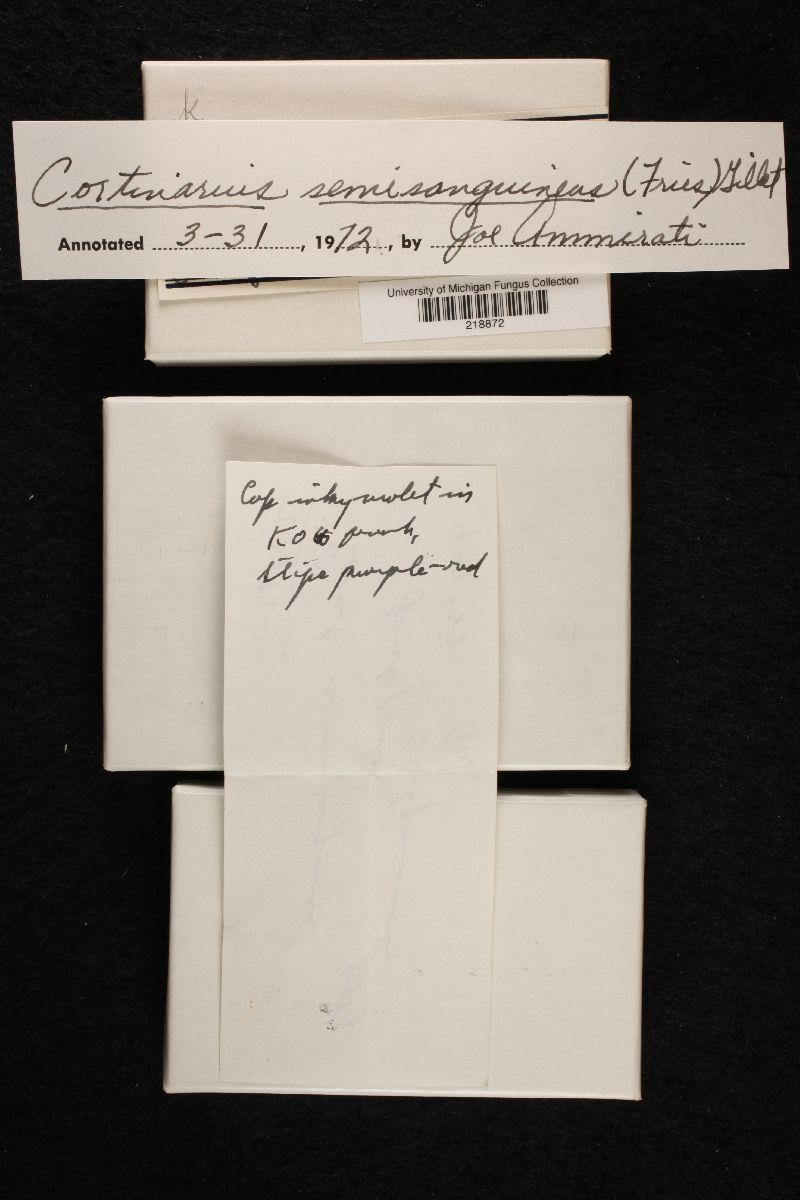 k
Cortinarius semisanguineus (Fries) Gillet
Annotated 3-31, 1972, by Joe Ammirati
University of Michigan Fungus Collection
218872
Cap inky violet in
KOH fresh,
stipe purple-red